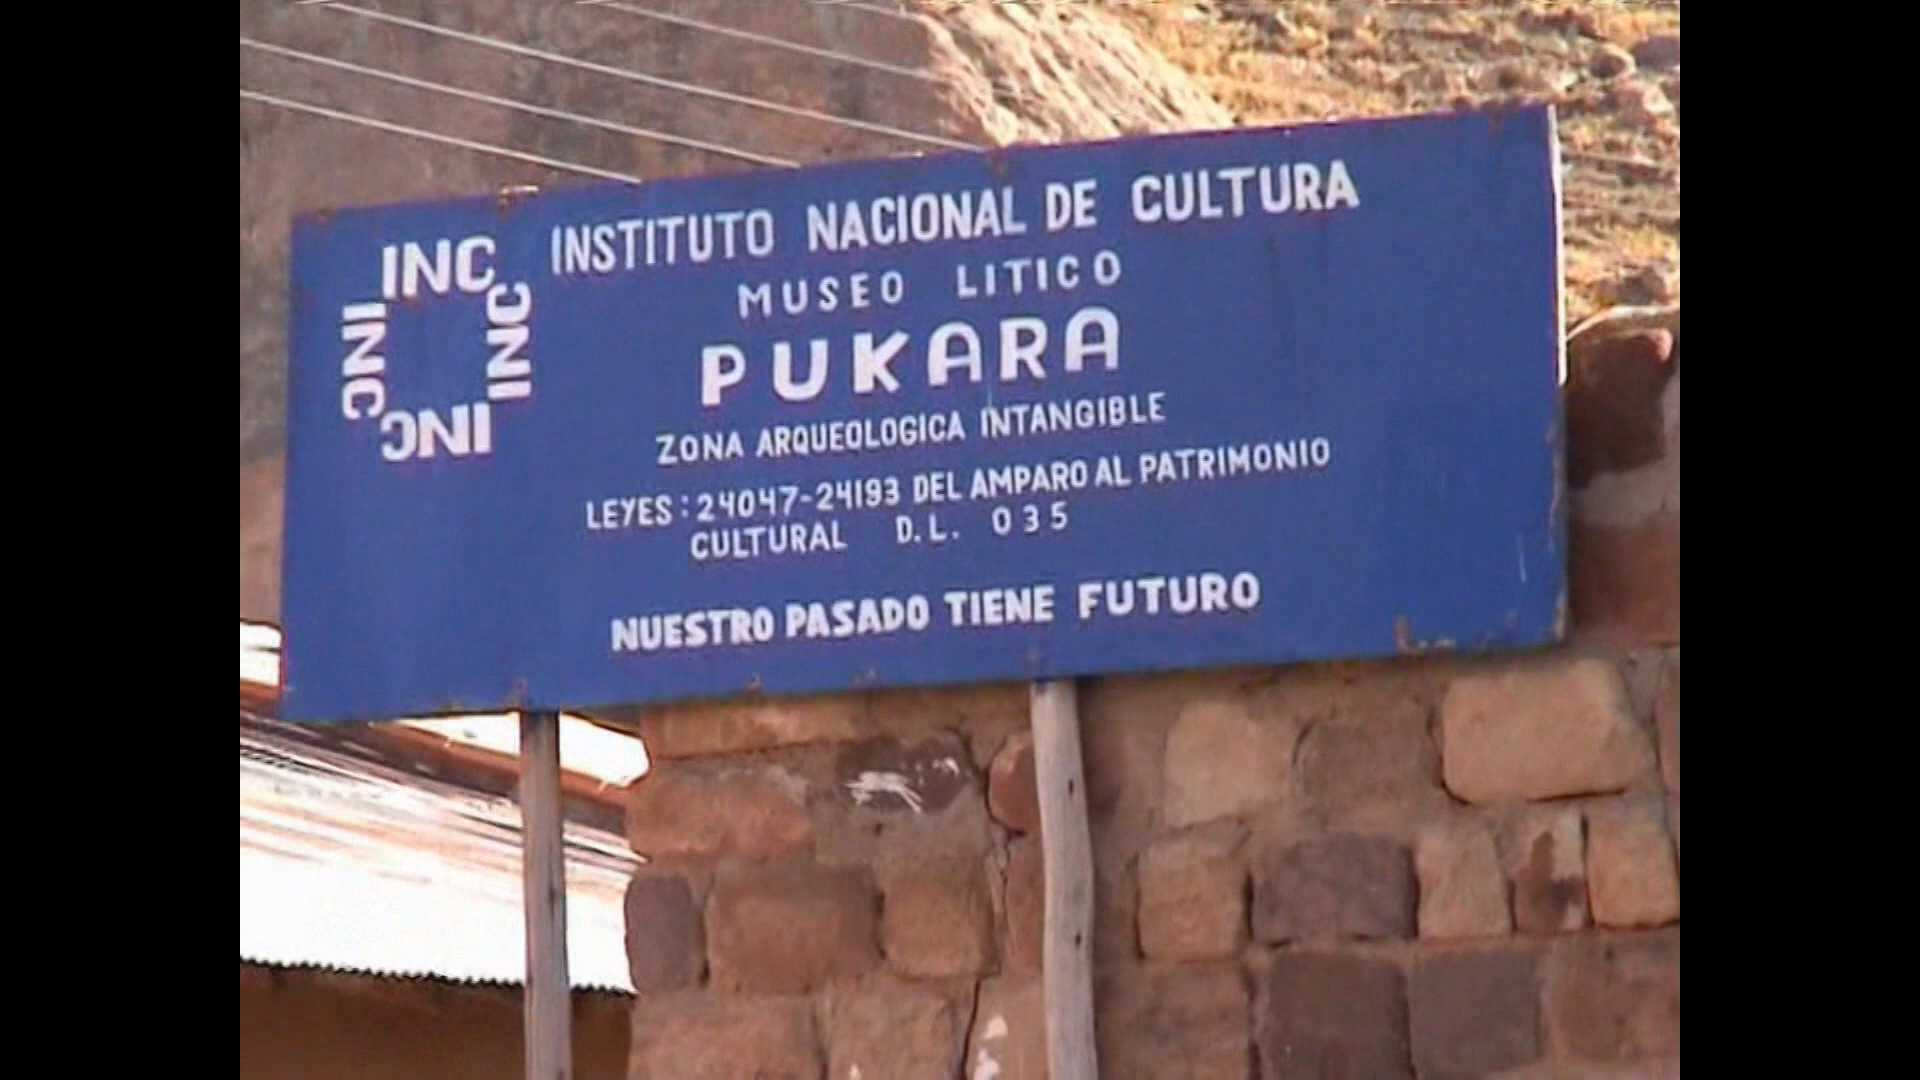 INC
INC
INC
INC
INSTITUTO NACIONAL DE CULTURA
MUSEO LITICO
PUKARA
ZONA ARQUEOLOGICA INTANGIBLE
LEYES: 24047-24193 DEL AMPARO AL PATRIMONIO
CULTURAL D.L. 035
NUESTRO PASADO TIENE FUTURO